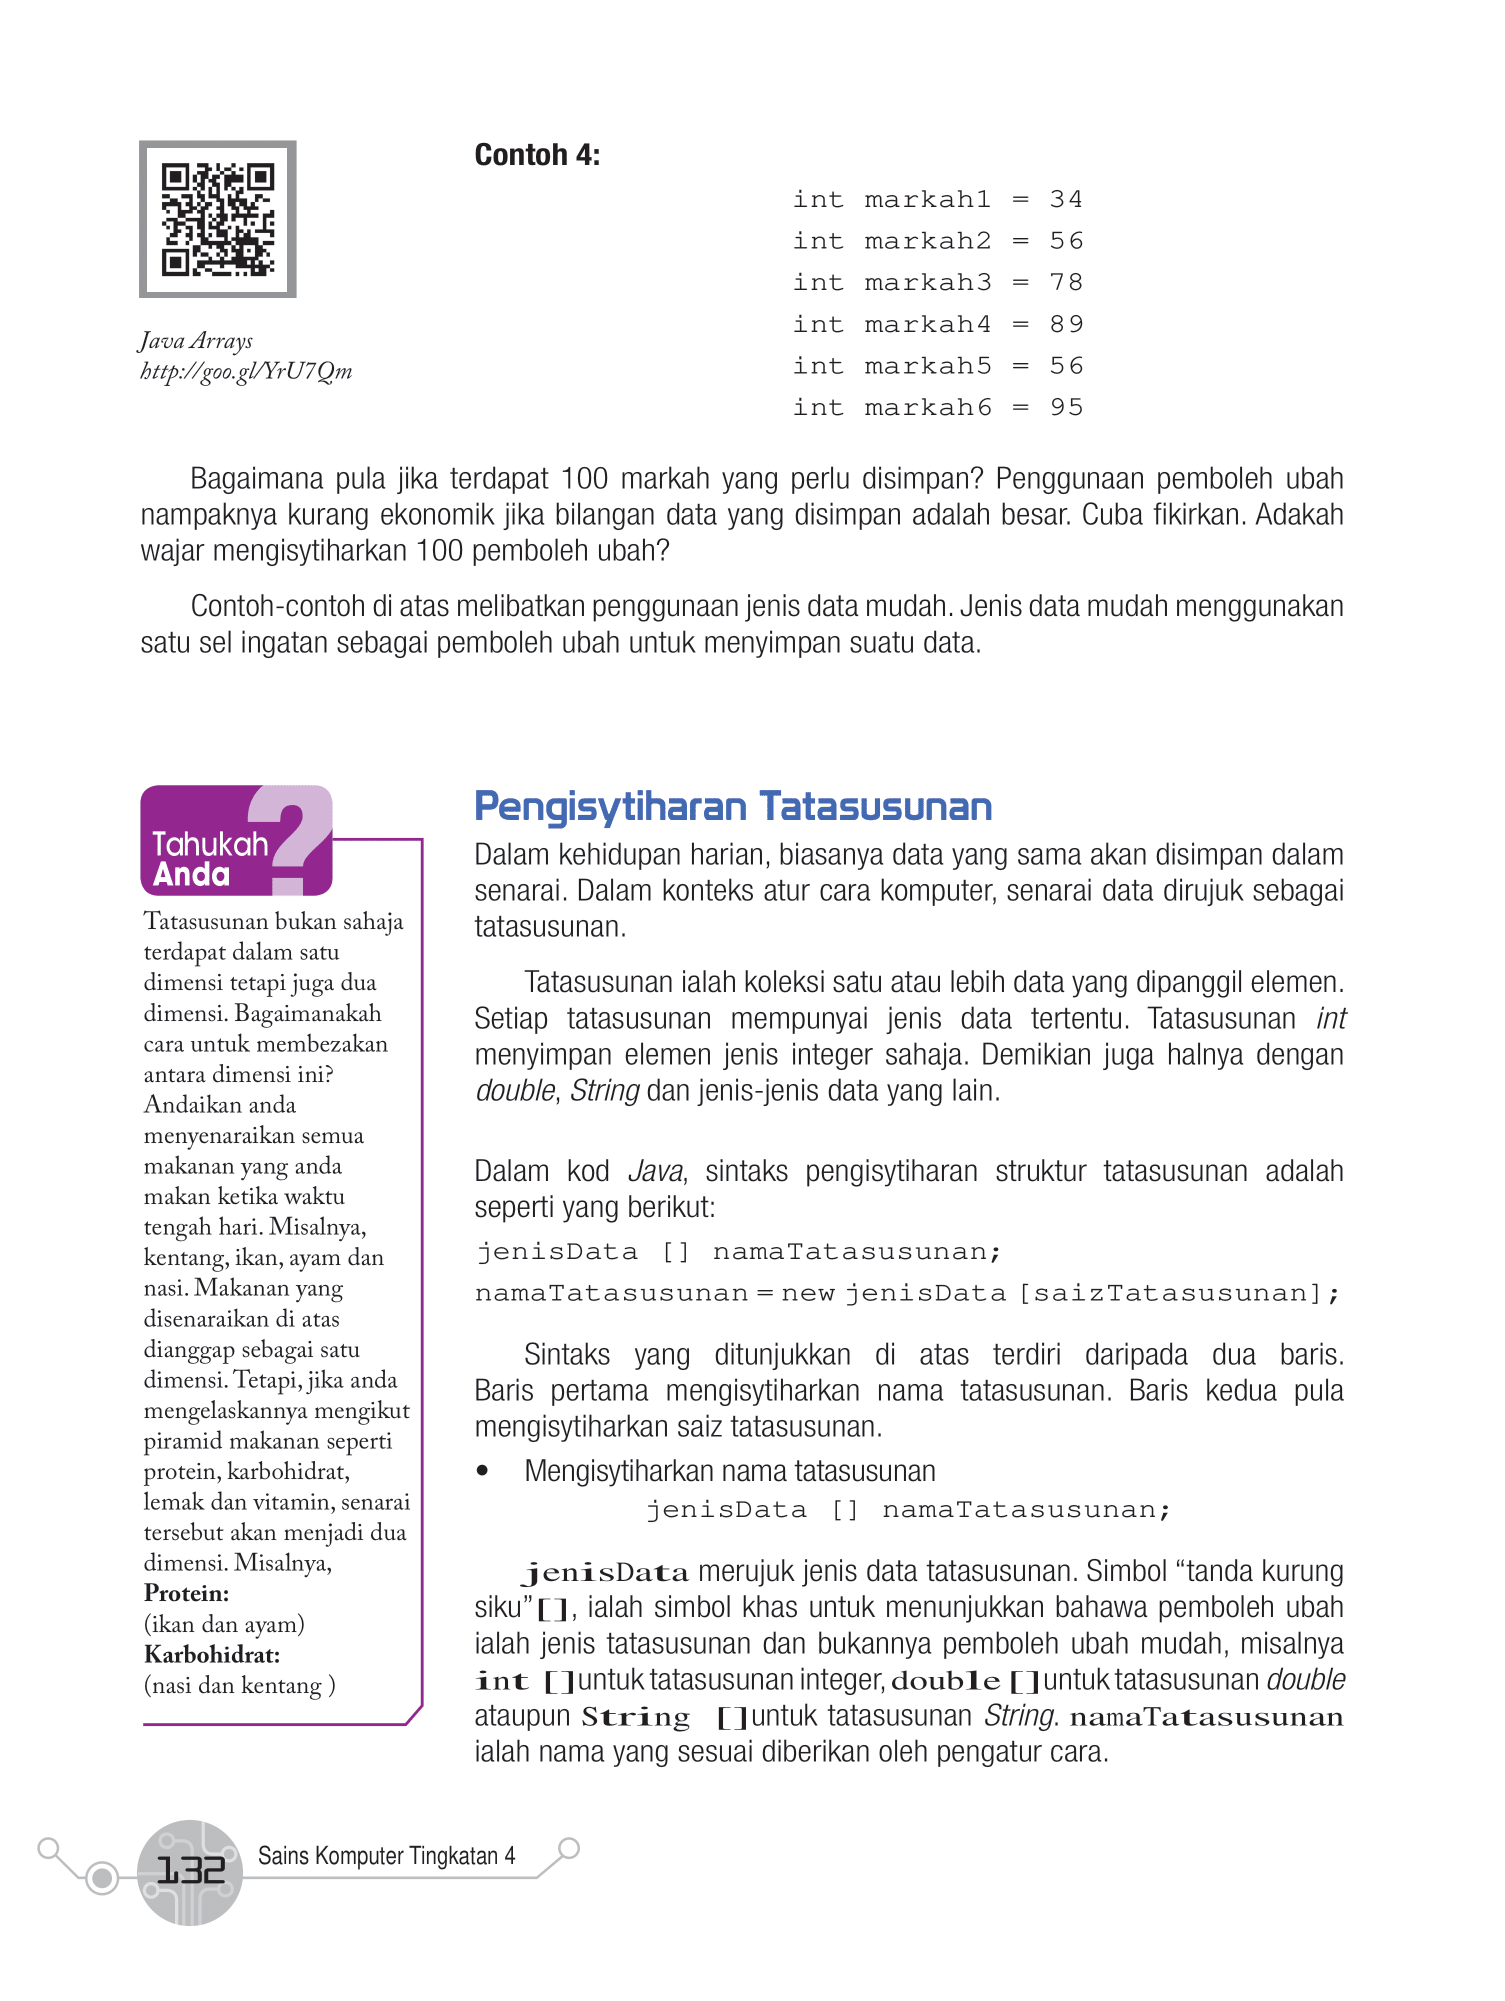 Contoh 4:
int markah1 = 34
int markah2 = 56
int markah3 = 78
int markah4 = 89
int markah5 = 56
int markah6 = 95
Java Arrays
http://goo.gl/YrU7Qm
Bagaimana pula jika terdapat 100 markah yang perlu disimpan? Penggunaan pemboleh ubah
nampaknya kurang ekonomik jika bilangan data yang disimpan adalah besar. Cuba fikirkan. Adakah
wajar mengisytiharkan 100 pemboleh ubah?
Contoh-contoh di atas melibatkan penggunaan jenis data mudah. Jenis data mudah menggunakan
satu sel ingatan sebagai pemboleh ubah untuk menyimpan suatu data.
Tahukah
Anda
?
Tatasusunan bukan sahaja
terdapat dalam satu
dimensi tetapi juga dua
dimensi. Bagaimanakah
cara untuk membezakan
antara dimensi ini?
Andaikan anda
menyenaraikan semua
makanan yang anda
makan ketika waktu
tengah hari. Misalnya,
kentang, ikan, ayam dan
nasi. Makanan yang
disenaraikan di atas
dianggap sebagai satu
dimensi. Tetapi, jika anda
mengelaskannya mengikut
piramid makanan seperti
protein, karbohidrat,
lemak dan vitamin, senarai
tersebut akan menjadi dua
dimensi. Misalnya,
Protein:
(ikan dan ayam)
Karbohidrat:
(nasi dan kentang )
Pengisytiharan Tatasusunan
Dalam kehidupan harian, biasanya data yang sama akan disimpan dalam
senarai. Dalam konteks atur cara komputer, senarai data dirujuk sebagai
tatasusunan.
Tatasusunan ialah koleksi satu atau lebih data yang dipanggil elemen.
Setiap tatasusunan mempunyai jenis data tertentu. Tatasusunan int
menyimpan elemen jenis integer sahaja. Demikian juga halnya dengan
double, String dan jenis-jenis data yang lain.
Dalam kod Java, sintaks pengisytiharan struktur tatasusunan adalah
seperti yang berikut:
jenisData [] namaTatasusunan;
namaTatasusunan = new jenisData [saizTatasusunan];
Sintaks yang ditunjukkan di atas terdiri daripada dua baris.
Baris pertama mengisytiharkan nama tatasusunan. Baris kedua pula
mengisytiharkan saiz tatasusunan.
• Mengisytiharkan nama tatasusunan
jenisData [] namaTatasusunan;
jenisData merujuk jenis data tatasusunan. Simbol “tanda kurung
siku”[], ialah simbol khas untuk menunjukkan bahawa pemboleh ubah
ialah jenis tatasusunan dan bukannya pemboleh ubah mudah, misalnya
int []untuk tatasusunan integer, double []untuk tatasusunan double
ataupun String []untuk tatasusunan String. namaTatasusunan
ialah nama yang sesuai diberikan oleh pengatur cara.
132
Sains Komputer Tingkatan 4